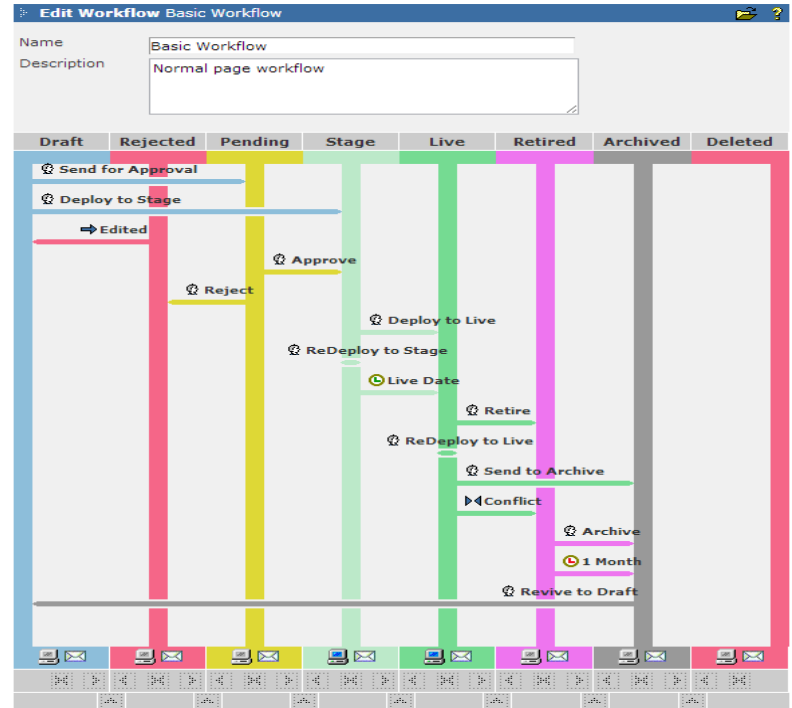 Edit Workflow Basic Workflow ?
Name Basic Workflow
Description Normal page workflow
Draft Rejected Pending Stage Live Retired Archived Deleted
Send for Approval
Deploy to Stage
Edited
Approve
Reject
Deploy to Live
ReDeploy to Stage
Live Date
Retire
ReDeploy to Live
Send to Archive
Conflict
Archive
1 Month
Revive to Draft